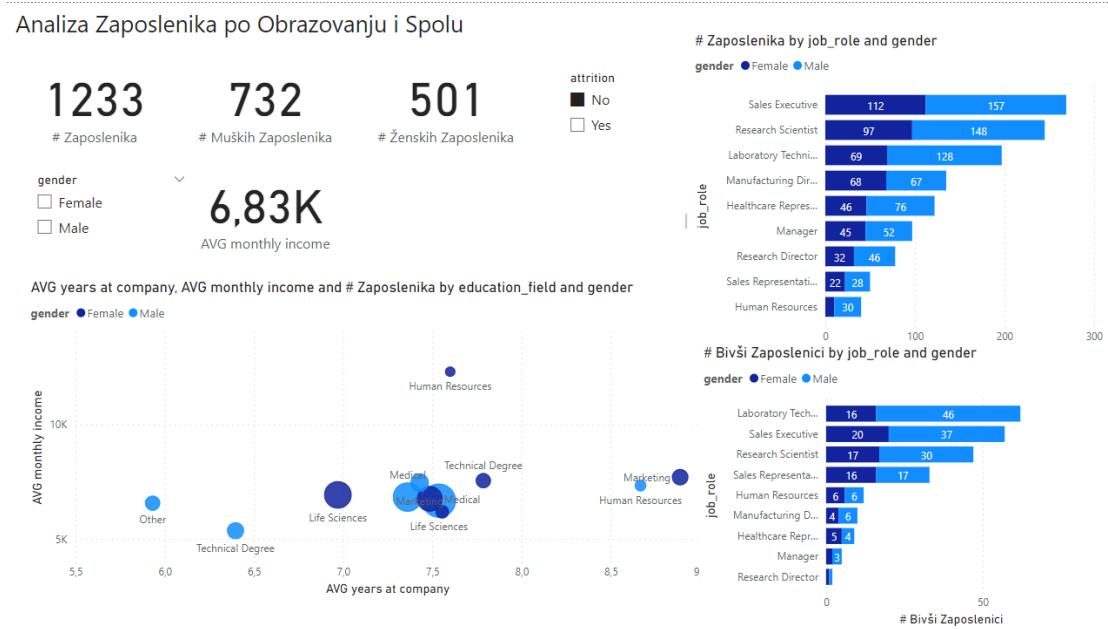 Analiza Zaposlenika po Obrazovanju i Spolu
1233
# Zaposlenika
732
# Muških Zaposlenika
501
# Ženskih Zaposlenika
attrition
No
Yes
gender
Female
Male
6,83K
AVG monthly income
AVG years at company, AVG monthly income and # Zaposlenika by education_field and gender
gender Female Male
AVG monthly income
10K
5K
Human Resources
Technical Degree
Medical
Marketing
Marketing
Medical
Human Resources
Life Sciences
Life Sciences
Other
Technical Degree
5,5 6,0 6,5 7,0 7,5 8,0 8,5 9
AVG years at company
# Zaposlenika by job_role and gender
gender Female Male
job_role
Sales Executive 112 157
Research Scientist 97 148
Laboratory Techni... 69 128
Manufacturing Dir... 68 67
Healthcare Repres... 46 76
Manager 45 52
Research Director 32 46
Sales Representati... 22 28
Human Resources 30
0 100 200 300
# Bivši Zaposlenici by job_role and gender
gender Female Male
job_role
Laboratory Tech... 16 46
Sales Executive 20 37
Research Scientist 17 30
Sales Representa... 16 17
Human Resources 6 6
Manufacturing D... 4 6
Healthcare Repr... 5 4
Manager 3
Research Director
0 50
# Bivši Zaposlenici